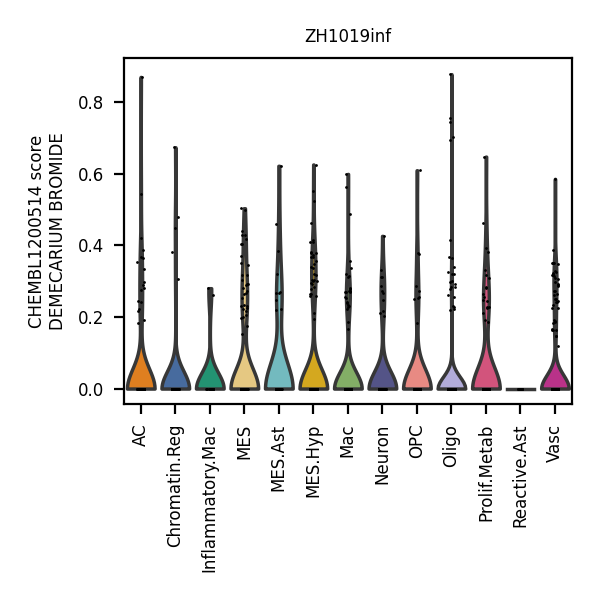 ZH1019inf
CHEMBL1200514 score
DEMECARIUM BROMIDE
0.8
0.6
0.4
0.2
0.0
AC
Chromatin.Reg
Inflammatory.Mac
MES
MES.Ast
MES.Hyp
Mac
Neuron
OPC
Oligo
Prolif.Metab
Reactive.Ast
Vasc